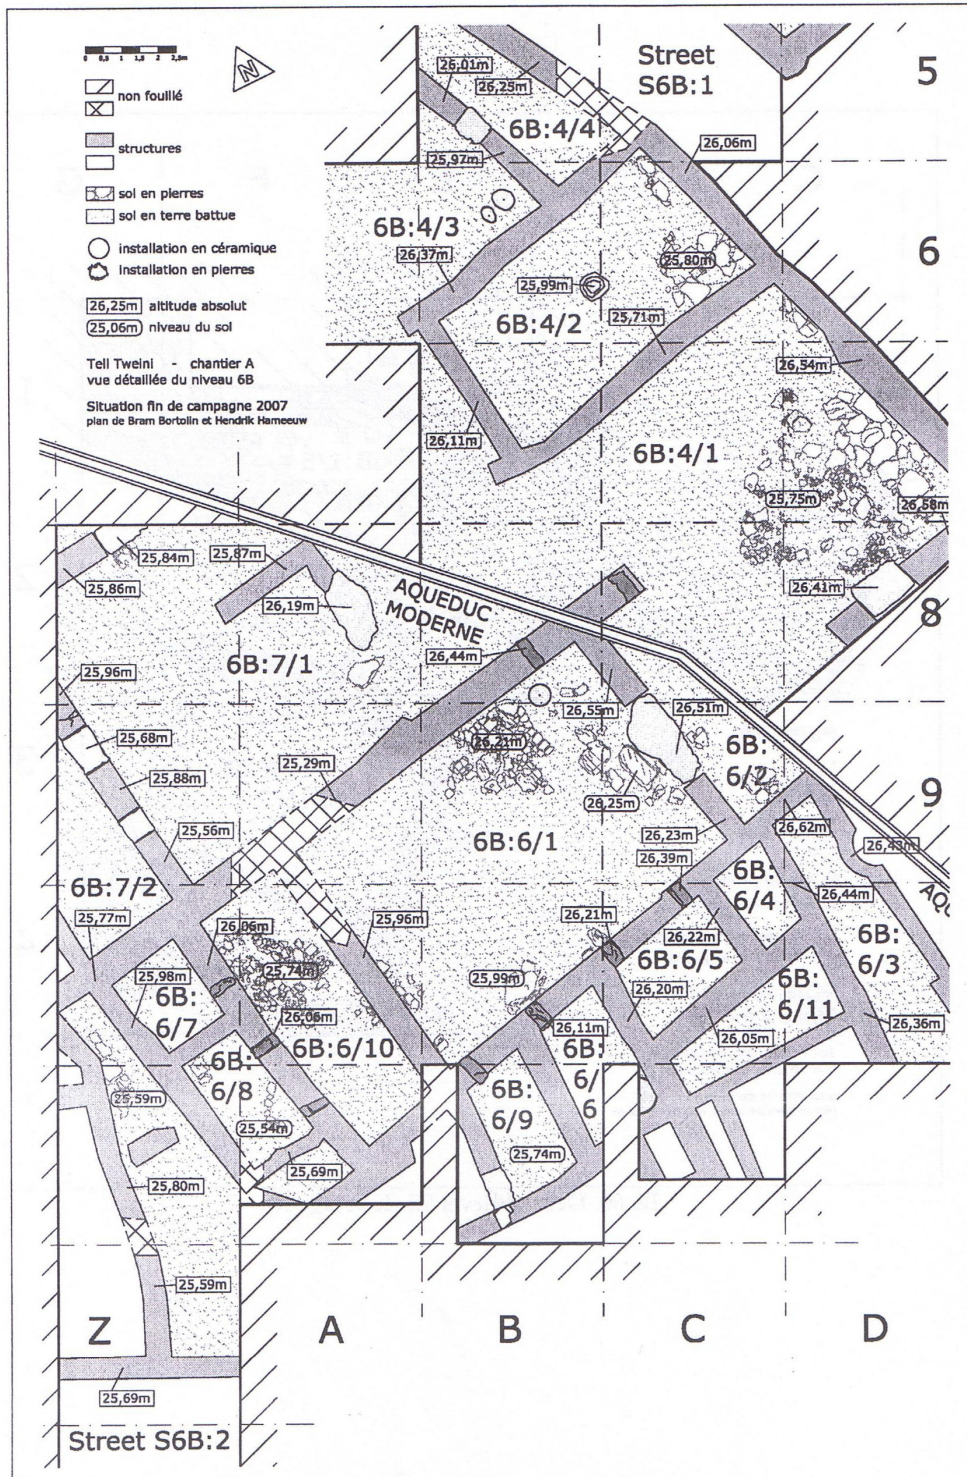 0 0,5 1 1,5 2 2,5m
N
non fouillé
structures
sol en pierres
sol en terre battue
installation en céramique
installation en pierres
26,25m altitude absolut
25,06m niveau du sol
Tell Tweini - chantier A
vue détaillée du niveau 6B
Situation fin de campagne 2007
plan de Bram Bortolin et Hendrik Hameeuw
Street
S6B:1
5
26,01m
26,25m
6B:4/4
26,06m
25,97m
6B:4/3
26,37m
6
25,80m
25,99m
6B:4/2
25,71m
26,54m
26,11m
6B:4/1
25,75m
26,58m
25,84m
25,87m
25,86m
26,19m
AQUEDUC
MODERNE
26,41m
8
26,44m
6B:7/1
25,96m
26,55m
26,51m
25,68m
26,21m
6B:
6/2
25,29m
25,88m
26,25m
9
25,56m
6B:6/1
26,23m
26,62m
26,43m
26,39m
6B:7/2
6B:
6/4
26,44m
AQU
25,77m
26,06m
25,96m
26,21m
26,22m
6B:
6/3
25,98m
25,74m
25,99m
6B:6/5
6B:
6/7
26,20m
6B:
6/11
26,06m
26,11m
26,05m
26,36m
6B:
6/8
6B:6/10
6B:
6/9
6B:
6/
6
25,59m
25,54m
25,69m
25,74m
25,80m
25,59m
Z
A
B
C
D
25,69m
Street S6B:2